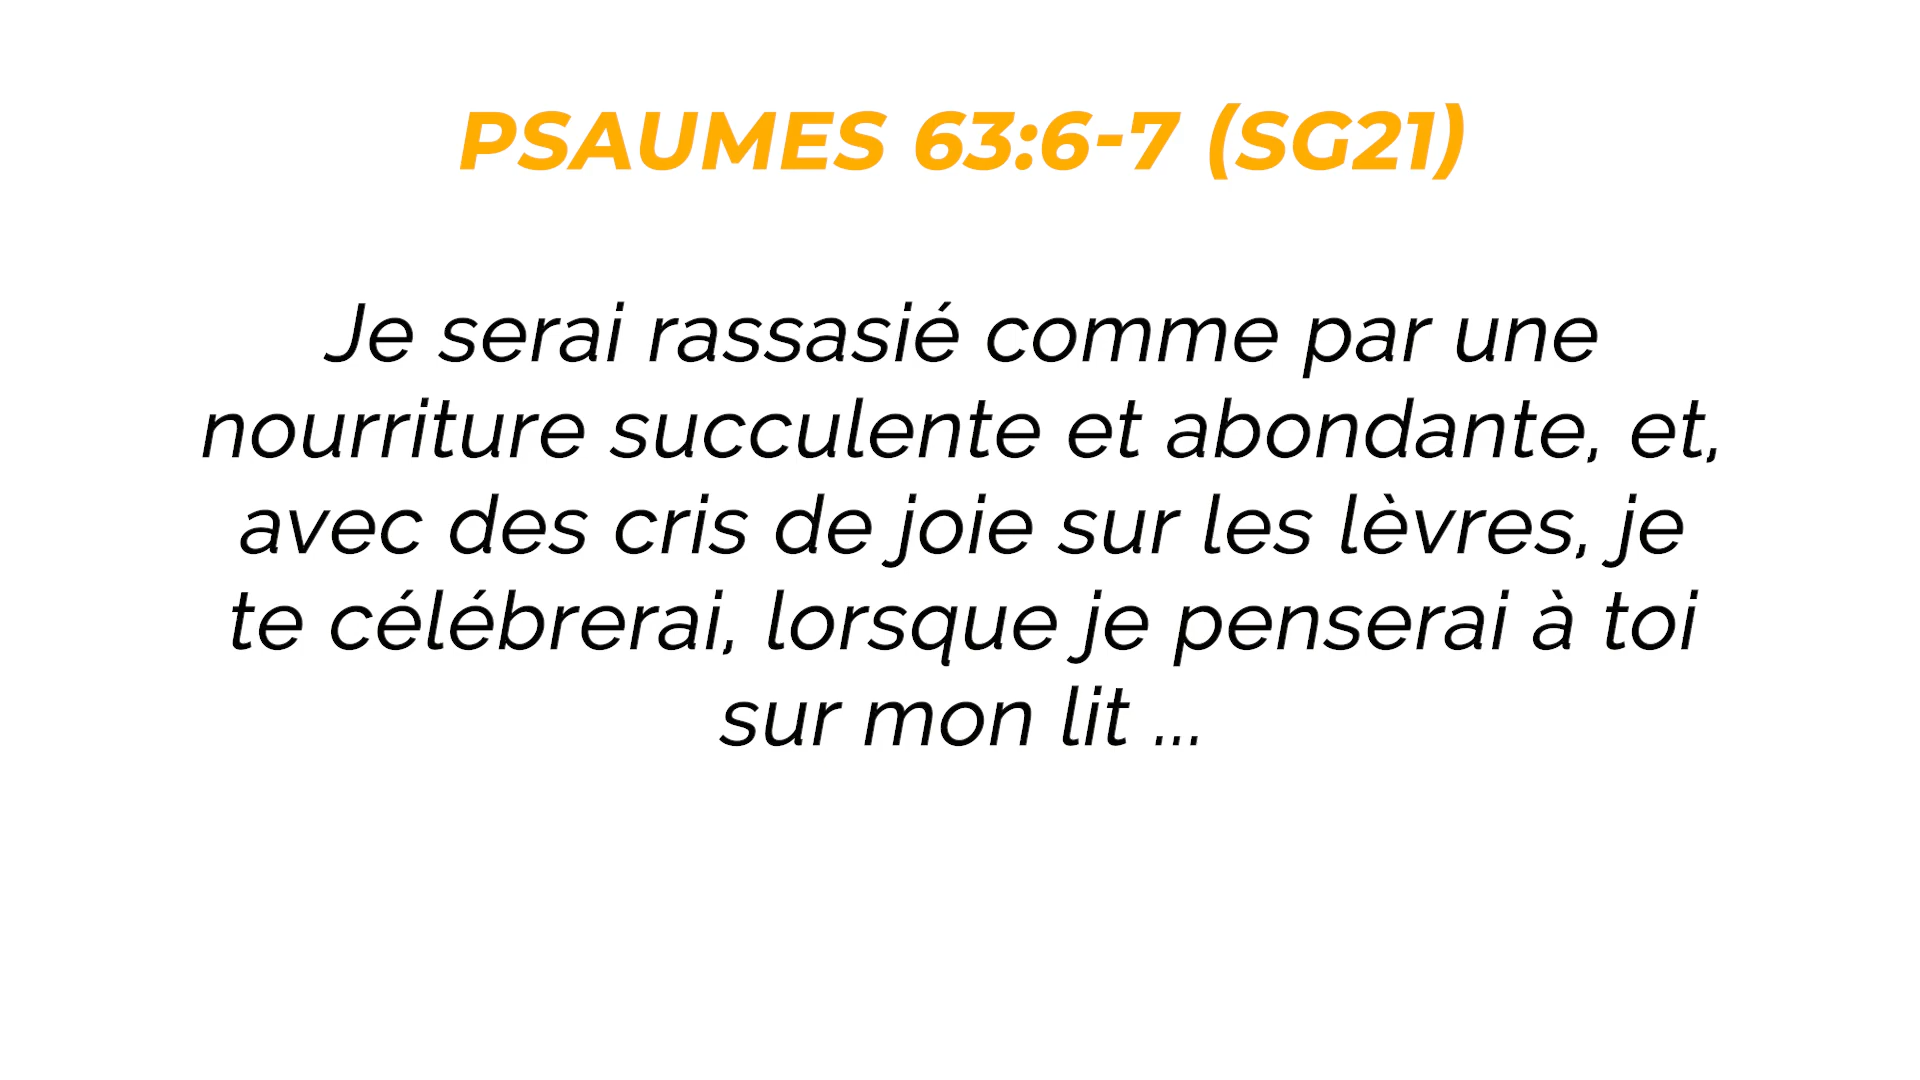 PSAUMES 63:6-7 (SG21)
Je serai rassasié comme par une
nourriture succulente et abondante, et,
avec des cris de joie sur les lèvres, je
te célébrerai, lorsque je penserai à toi
sur mon lit ...